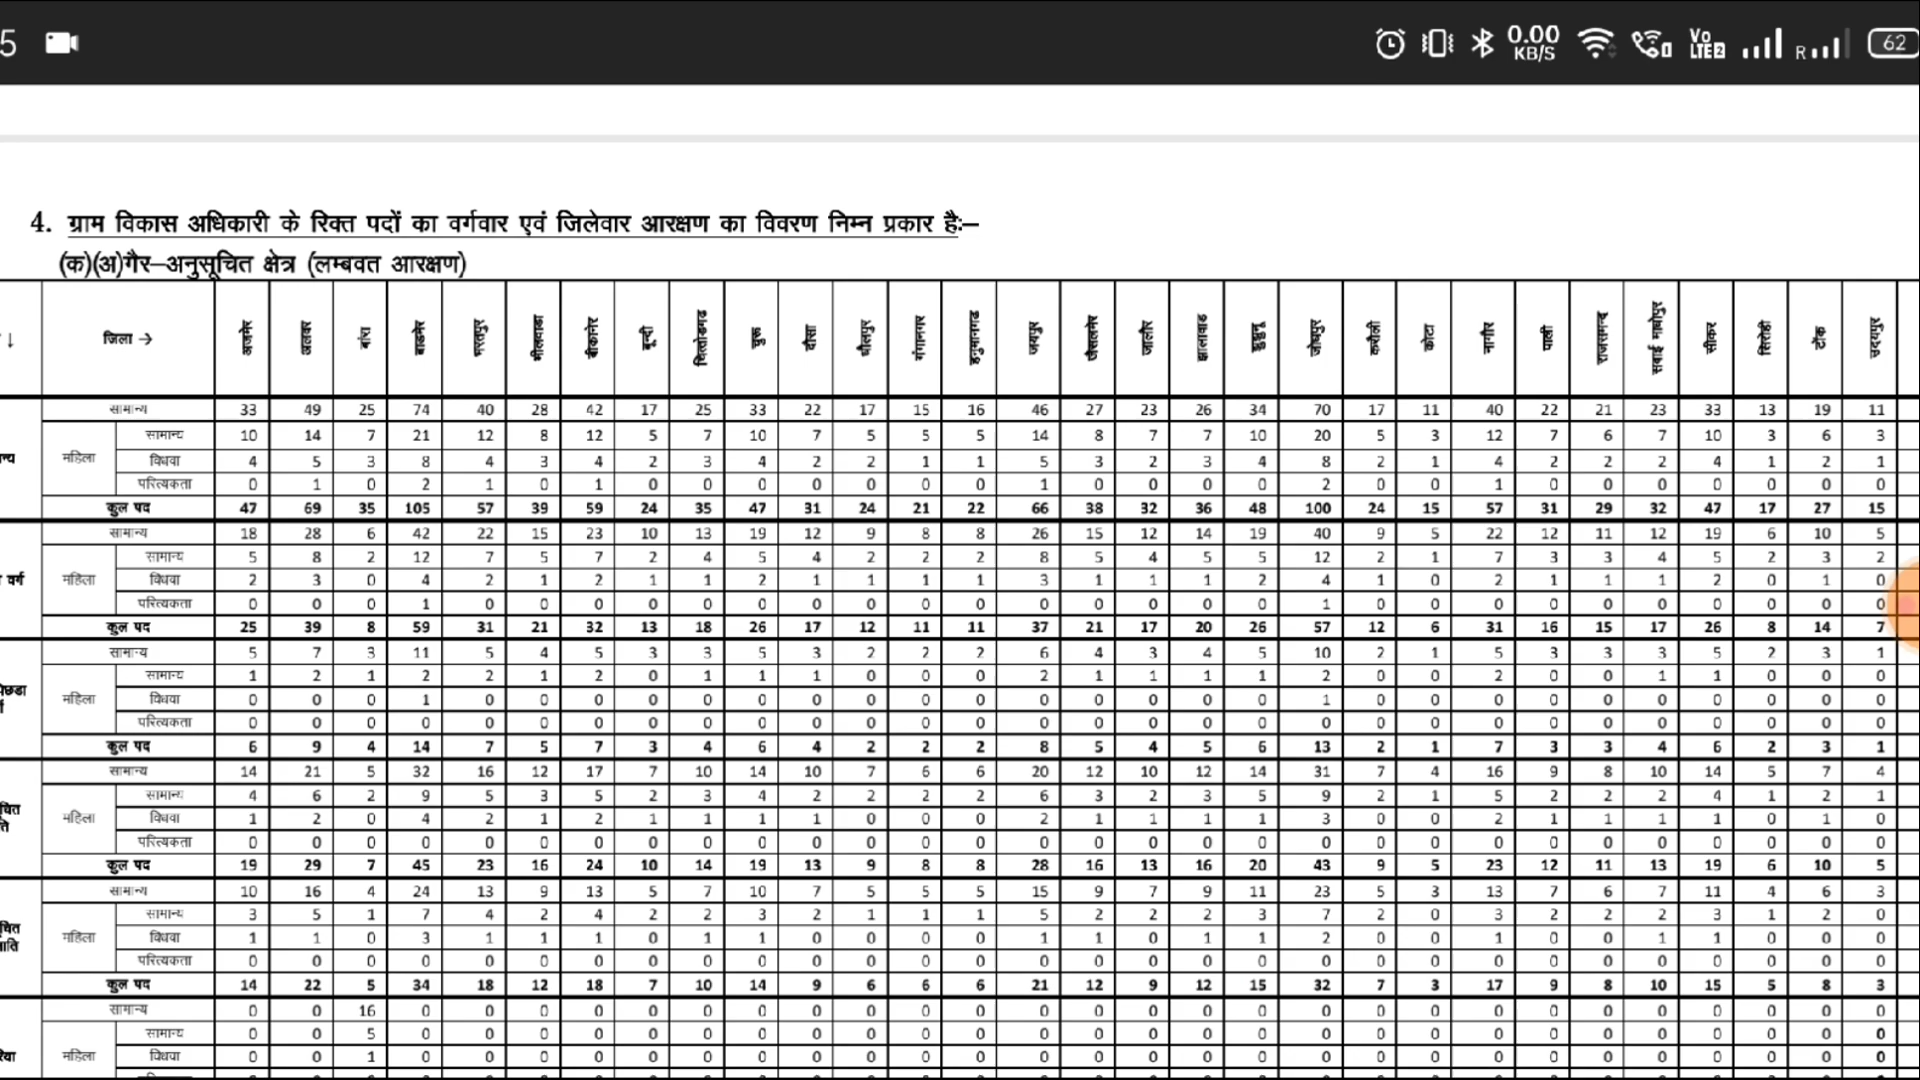 5 0.00 KB/S Vo LTE2 R 62
4. ग्राम विकास अधिकारी के रिक्त पदों का वर्गवार एवं जिलेवार आरक्षण का विवरण निम्न प्रकार है:–
(क)(अ)गैर–अनुसूचित क्षेत्र (लम्बवत आरक्षण)
↓ जिला → अजमेर अलवर बांरा बाडमेर भरतपुर भीलवाडा बीकानेर बून्दी चित्तोडगढ चुरू दौसा धौलपुर गंगानगर हनुमानगढ जयपुर जैसलमेर जालौर झालावाड झुझुनू जोधपुर करौली कोटा नागौर पाली राजसमन्द सवाई माधोपुर सीकर सिरोही टोंक उदयपुर
सामान्य 33 49 25 74 40 28 42 17 25 33 22 17 15 16 46 27 23 26 34 70 17 11 40 22 21 23 33 13 19 11
सामान्य 10 14 7 21 12 8 12 5 7 10 7 5 5 5 14 8 7 7 10 20 5 3 12 7 6 7 10 3 6 3
न्य महिला विधवा 4 5 3 8 4 3 4 2 3 4 2 2 1 1 5 3 2 3 4 8 2 1 4 2 2 2 4 1 2 1
परित्यकता 0 1 0 2 1 0 1 0 0 0 0 0 0 0 1 0 0 0 0 2 0 0 1 0 0 0 0 0 0 0
कुल पद 47 69 35 105 57 39 59 24 35 47 31 24 21 22 66 38 32 36 48 100 24 15 57 31 29 32 47 17 27 15
सामान्य 18 28 6 42 22 15 23 10 13 19 12 9 8 8 26 15 12 14 19 40 9 5 22 12 11 12 19 6 10 5
सामान्य 5 8 2 12 7 5 7 2 4 5 4 2 2 2 8 5 4 5 5 12 2 1 7 3 3 4 5 2 3 2
वर्ग महिला विधवा 2 3 0 4 2 1 2 1 1 2 1 1 1 1 3 1 1 1 2 4 1 0 2 1 1 1 2 0 1 0
परित्यकता 0 0 0 1 0 0 0 0 0 0 0 0 0 0 0 0 0 0 0 1 0 0 0 0 0 0 0 0 0 0
कुल पद 25 39 8 59 31 21 32 13 18 26 17 12 11 11 37 21 17 20 26 57 12 6 31 16 15 17 26 8 14 7
सामान्य 5 7 3 11 5 4 5 3 3 5 3 2 2 2 6 4 3 4 5 10 2 1 5 3 3 3 5 2 3 1
सामान्य 1 2 1 2 2 1 2 0 1 1 1 0 0 0 2 1 1 1 1 2 0 0 2 0 0 1 1 0 0 0
महिला विधवा 0 0 0 1 0 0 0 0 0 0 0 0 0 0 0 0 0 0 0 1 0 0 0 0 0 0 0 0 0 0
परित्यकता 0 0 0 0 0 0 0 0 0 0 0 0 0 0 0 0 0 0 0 0 0 0 0 0 0 0 0 0 0 0
कुल पद 6 9 4 14 7 5 7 3 4 6 4 2 2 2 8 5 4 5 6 13 2 1 7 3 3 4 6 2 3 1
सामान्य 14 21 5 32 16 12 17 7 10 14 10 7 6 6 20 12 10 12 14 31 7 4 16 9 8 10 14 5 7 4
सामान्य 4 6 2 9 5 3 5 2 3 4 2 2 2 2 6 3 2 3 5 9 2 1 5 2 2 2 4 1 2 1
महिला विधवा 1 2 0 4 2 1 2 1 1 1 1 0 0 0 2 1 1 1 1 3 0 0 2 1 1 1 1 0 1 0
परित्यकता 0 0 0 0 0 0 0 0 0 0 0 0 0 0 0 0 0 0 0 0 0 0 0 0 0 0 0 0 0 0
कुल पद 19 29 7 45 23 16 24 10 14 19 13 9 8 8 28 16 13 16 20 43 9 5 23 12 11 13 19 6 10 5
सामान्य 10 16 4 24 13 9 13 5 7 10 7 5 5 5 15 9 7 9 11 23 5 3 13 7 6 7 11 4 6 3
सामान्य 3 5 1 7 4 2 4 2 2 3 2 1 1 1 5 2 2 2 3 7 2 0 3 2 2 2 3 1 2 0
महिला विधवा 1 1 0 3 1 1 1 0 1 1 0 0 0 0 1 1 0 1 1 2 0 0 1 0 0 1 1 0 0 0
परित्यकता 0 0 0 0 0 0 0 0 0 0 0 0 0 0 0 0 0 0 0 0 0 0 0 0 0 0 0 0 0 0
कुल पद 14 22 5 34 18 12 18 7 10 14 9 6 6 6 21 12 9 12 15 32 7 3 17 9 8 10 15 5 8 3
सामान्य 0 0 16 0 0 0 0 0 0 0 0 0 0 0 0 0 0 0 0 0 0 0 0 0 0 0 0 0 0 0
सामान्य 0 0 5 0 0 0 0 0 0 0 0 0 0 0 0 0 0 0 0 0 0 0 0 0 0 0 0 0 0 0
महिला विधवा 0 0 1 0 0 0 0 0 0 0 0 0 0 0 0 0 0 0 0 0 0 0 0 0 0 0 0 0 0 0